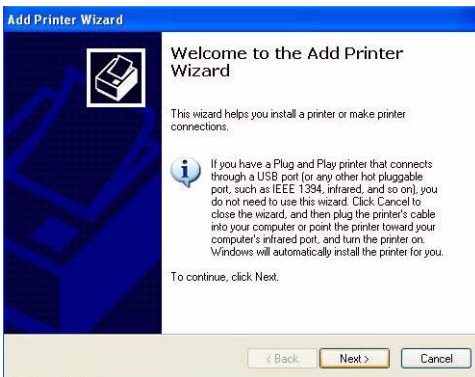 Add Printer Wizard
Welcome to the Add Printer
Wizard
This wizard helps you install a printer or make printer
connections.
If you have a Plug and Play printer that connects
through a USB port (or any other hot pluggable
port, such as IEEE 1394, infrared, and so on), you
do not need to use this wizard. Click Cancel to
close the wizard, and then plug the printer's cable
into your computer or point the printer toward your
computer's infrared port, and turn the printer on.
Windows will automatically install the printer for you.
To continue, click Next.
< Back
Next >
Cancel